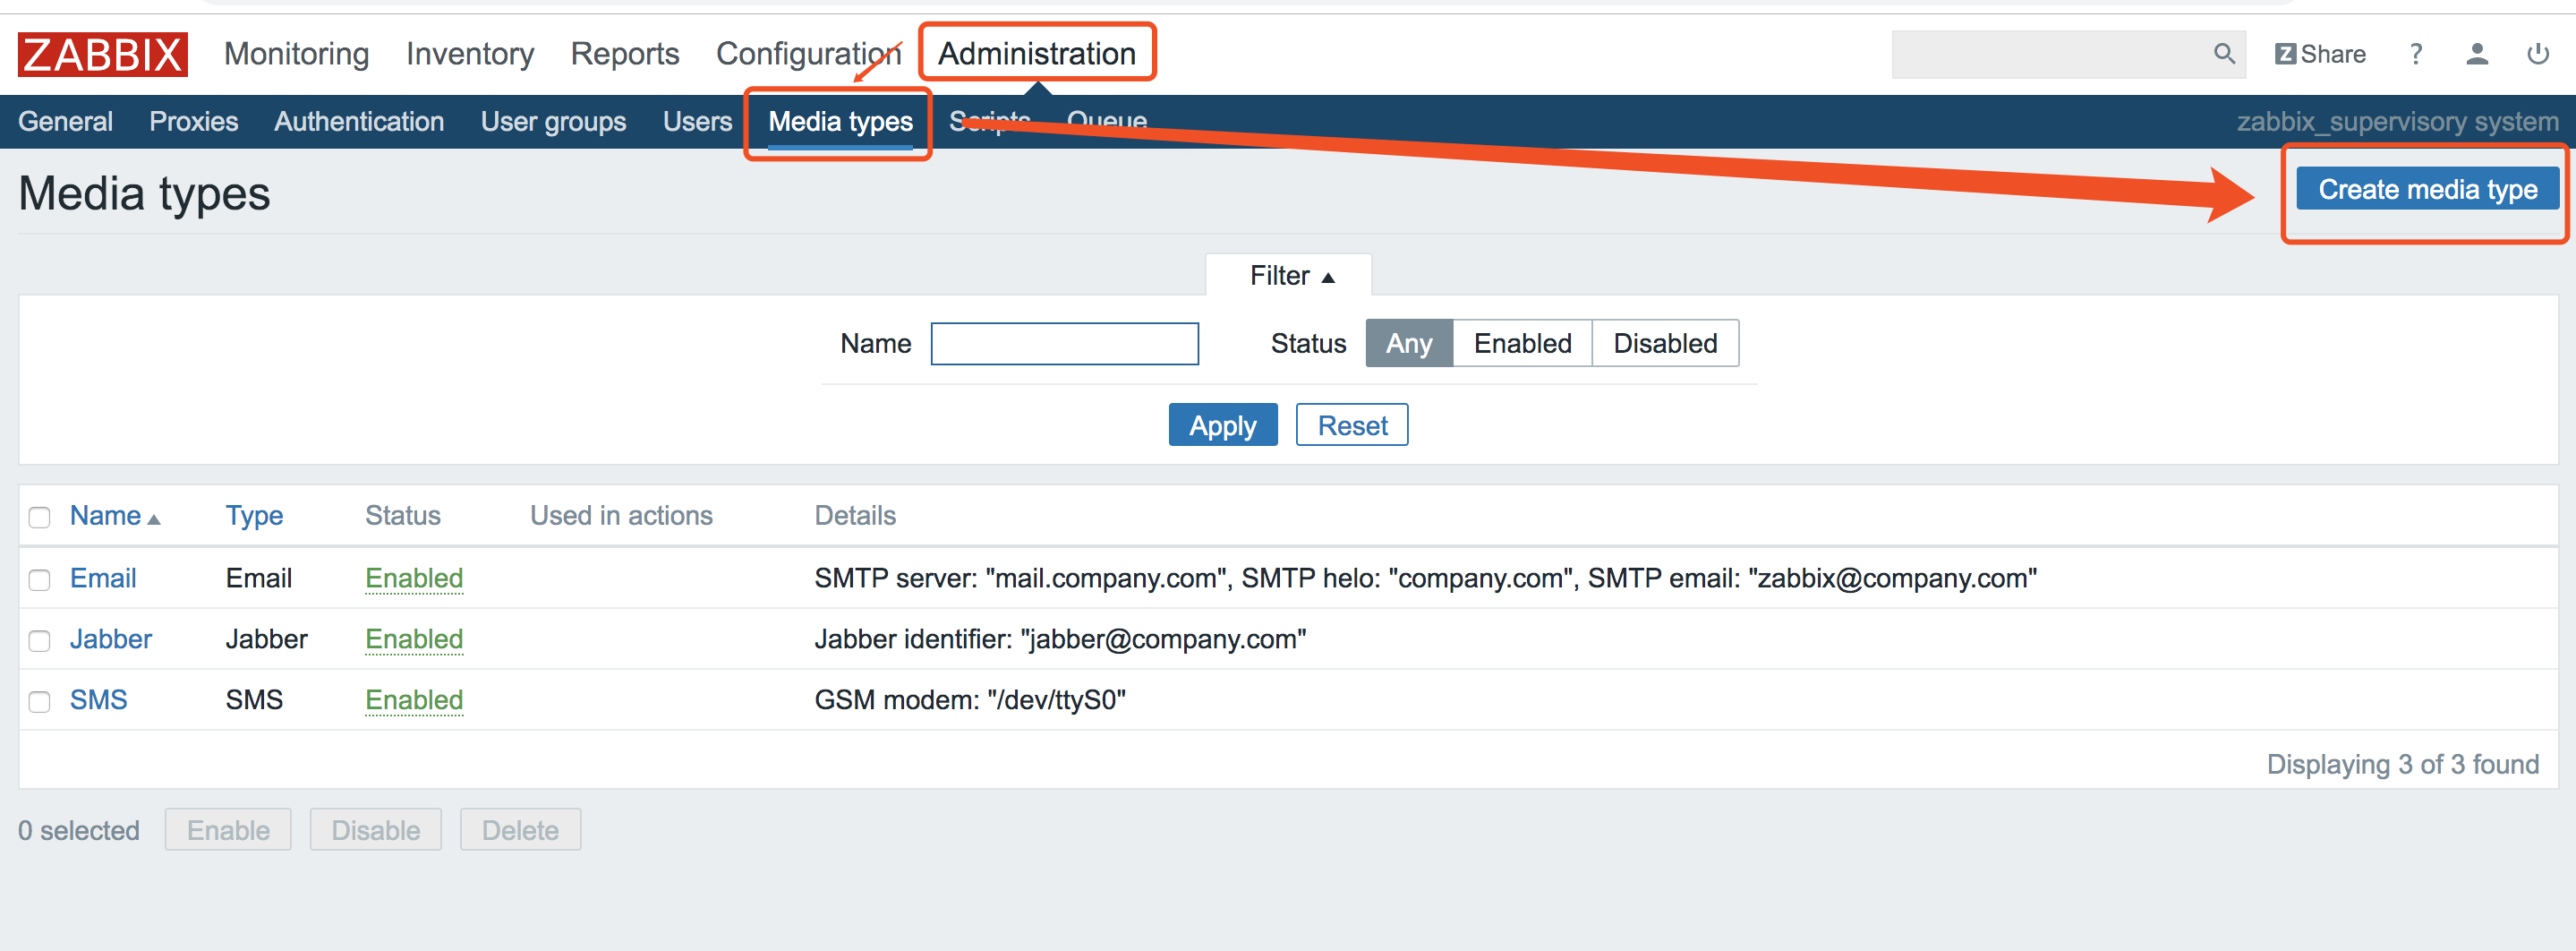 ZABBIX Monitoring Inventory Reports Configuration Administration Share ?
General Proxies Authentication User groups Users Media types Scripts Queue zabbix_supervisory system
Media types Create media type
Filter
Name Status Any Enabled Disabled
Apply Reset
Name Type Status Used in actions Details
Email Email Enabled SMTP server: "mail.company.com", SMTP helo: "company.com", SMTP email: "zabbix@company.com"
Jabber Jabber Enabled Jabber identifier: "jabber@company.com"
SMS SMS Enabled GSM modem: "/dev/ttyS0"
Displaying 3 of 3 found
0 selected Enable Disable Delete